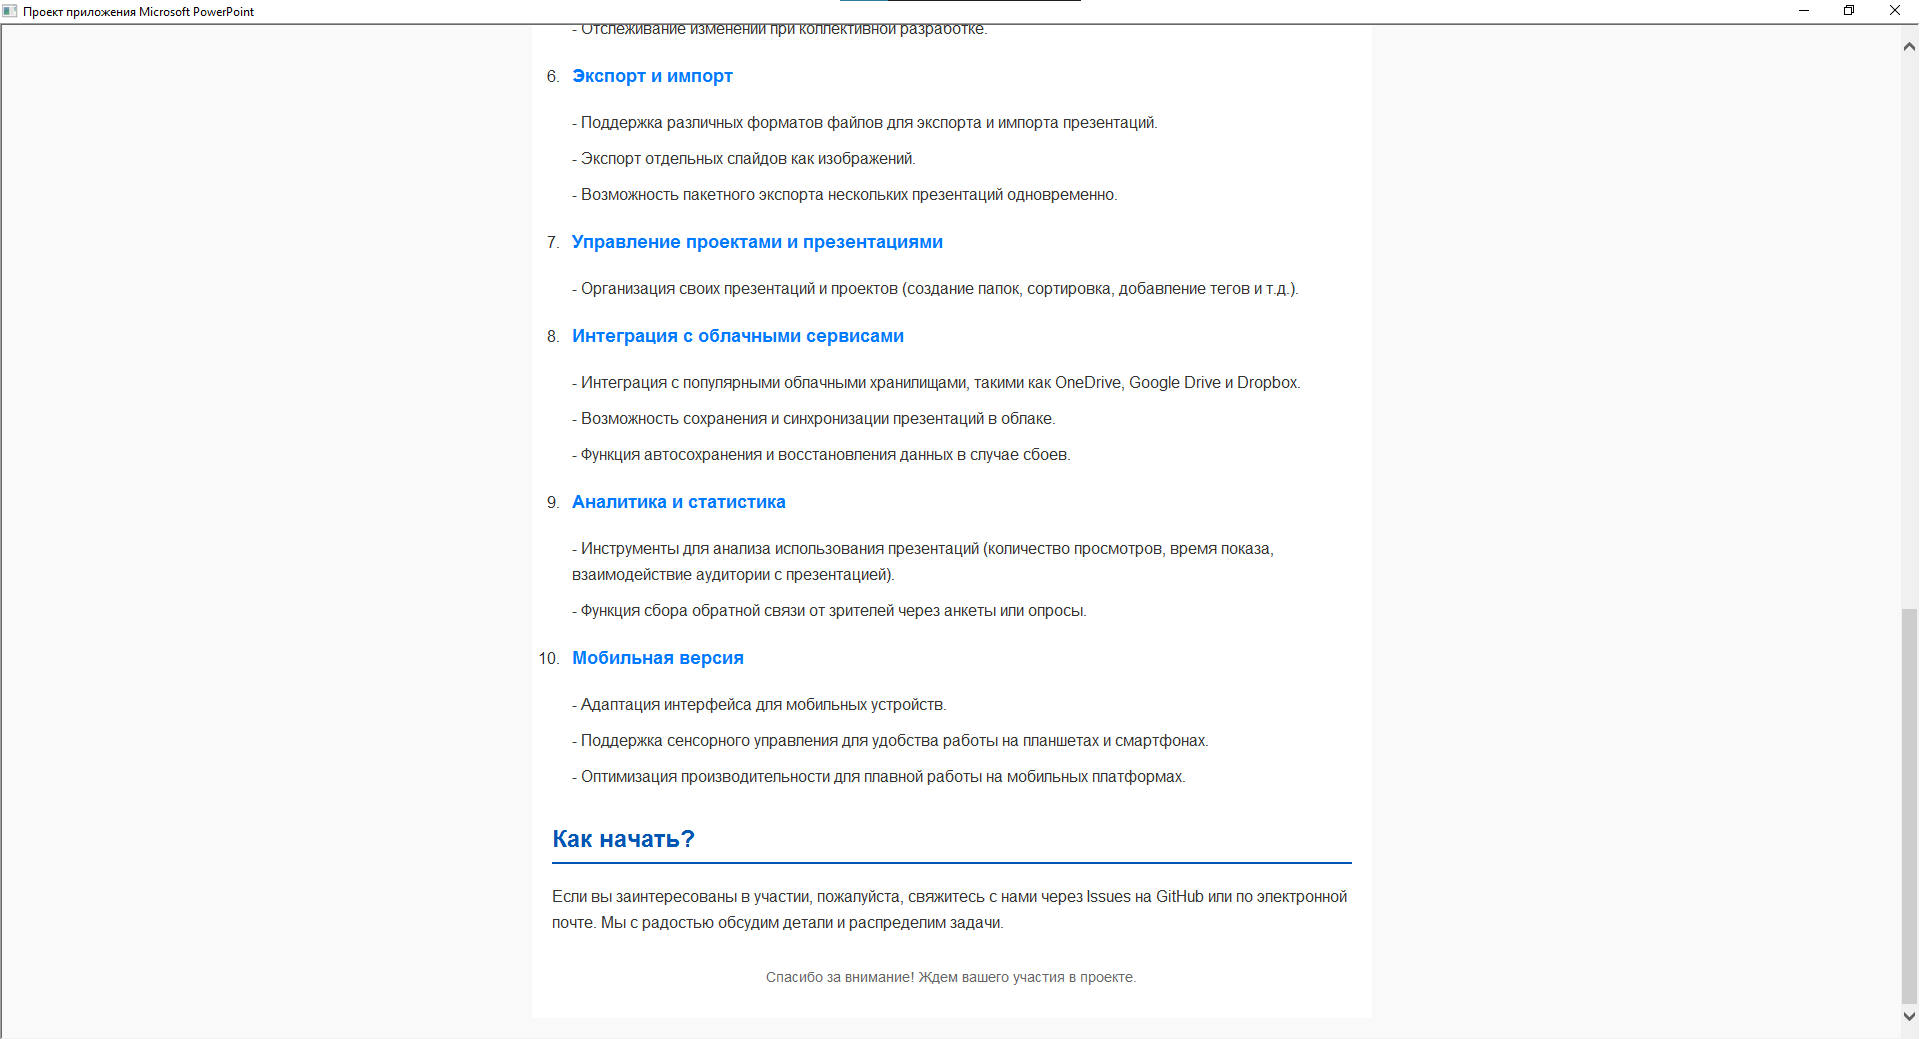 Проект приложения Microsoft PowerPoint
- Отслеживание изменений при коллективной разработке.
6. Экспорт и импорт
- Поддержка различных форматов файлов для экспорта и импорта презентаций.
- Экспорт отдельных слайдов как изображений.
- Возможность пакетного экспорта нескольких презентаций одновременно.
7. Управление проектами и презентациями
- Организация своих презентаций и проектов (создание папок, сортировка, добавление тегов и т.д.).
8. Интеграция с облачными сервисами
- Интеграция с популярными облачными хранилищами, такими как OneDrive, Google Drive и Dropbox.
- Возможность сохранения и синхронизации презентаций в облаке.
- Функция автосохранения и восстановления данных в случае сбоев.
9. Аналитика и статистика
- Инструменты для анализа использования презентаций (количество просмотров, время показа,
взаимодействие аудитории с презентацией).
- Функция сбора обратной связи от зрителей через анкеты или опросы.
10. Мобильная версия
- Адаптация интерфейса для мобильных устройств.
- Поддержка сенсорного управления для удобства работы на планшетах и смартфонах.
- Оптимизация производительности для плавной работы на мобильных платформах.
Как начать?
Если вы заинтересованы в участии, пожалуйста, свяжитесь с нами через Issues на GitHub или по электронной
почте. Мы с радостью обсудим детали и распределим задачи.
Спасибо за внимание! Ждем вашего участия в проекте.